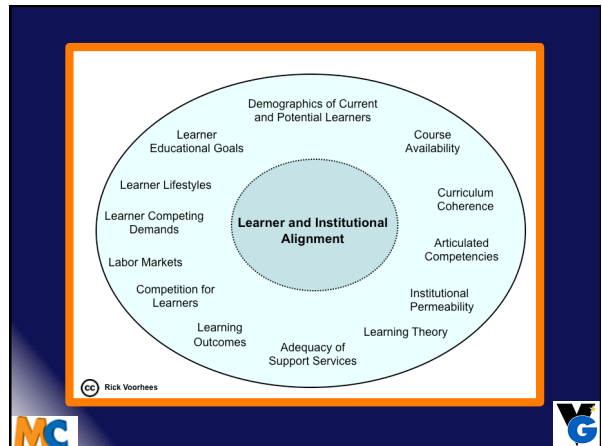 Demographics of Current
and Potential Learners
Learner
Educational Goals
Course
Availability
Learner Lifestyles
Curriculum
Coherence
Learner Competing
Demands
Learner and Institutional
Alignment
Articulated
Competencies
Labor Markets
Competition for
Learners
Institutional
Permeability
Learning
Outcomes
Learning Theory
Adequacy of
Support Services
cc Rick Voorhees
MC
VG